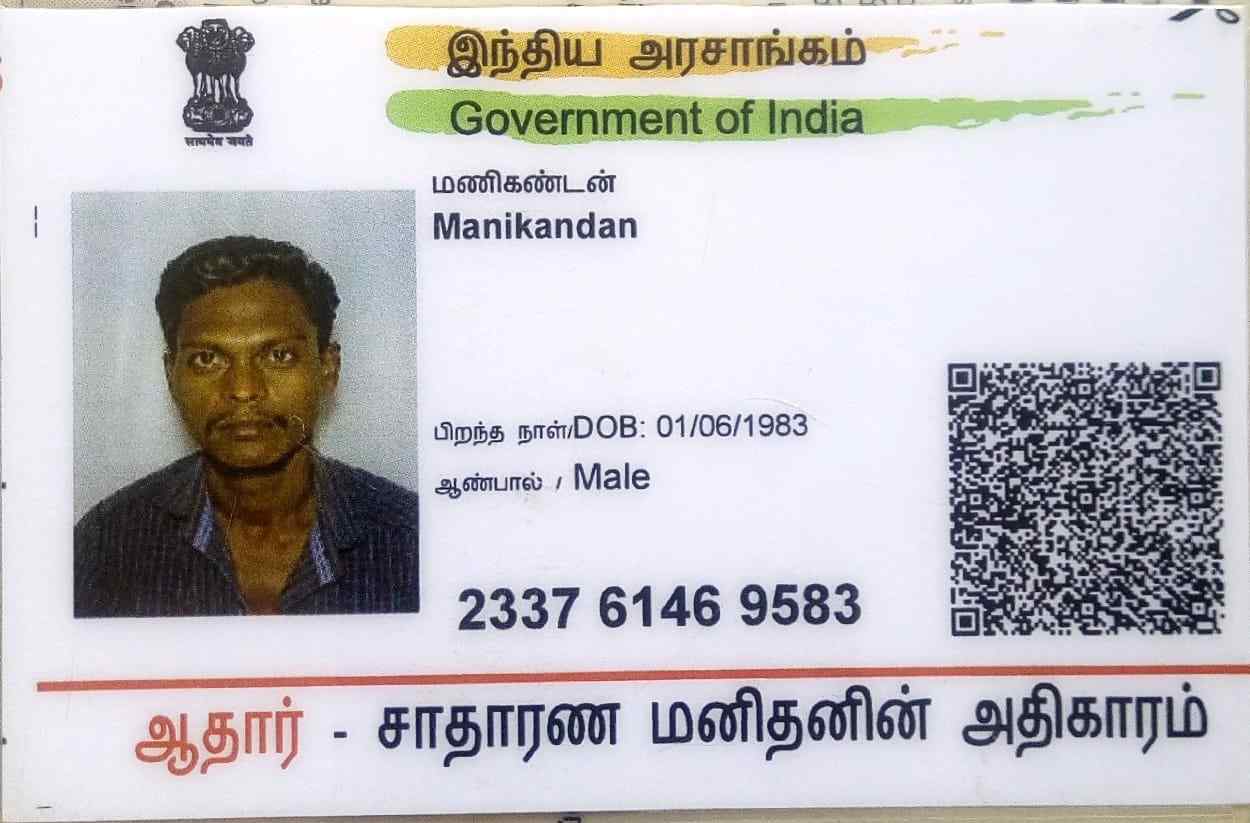 இந்திய அரசாங்கம்
Government of India
सत्यमेव जयते
மணிகண்டன்
Manikandan
பிறந்த நாள்/DOB: 01/06/1983
ஆண்பால் / Male
2337 6146 9583
ஆதார் - சாதாரண மனிதனின் அதிகாரம்